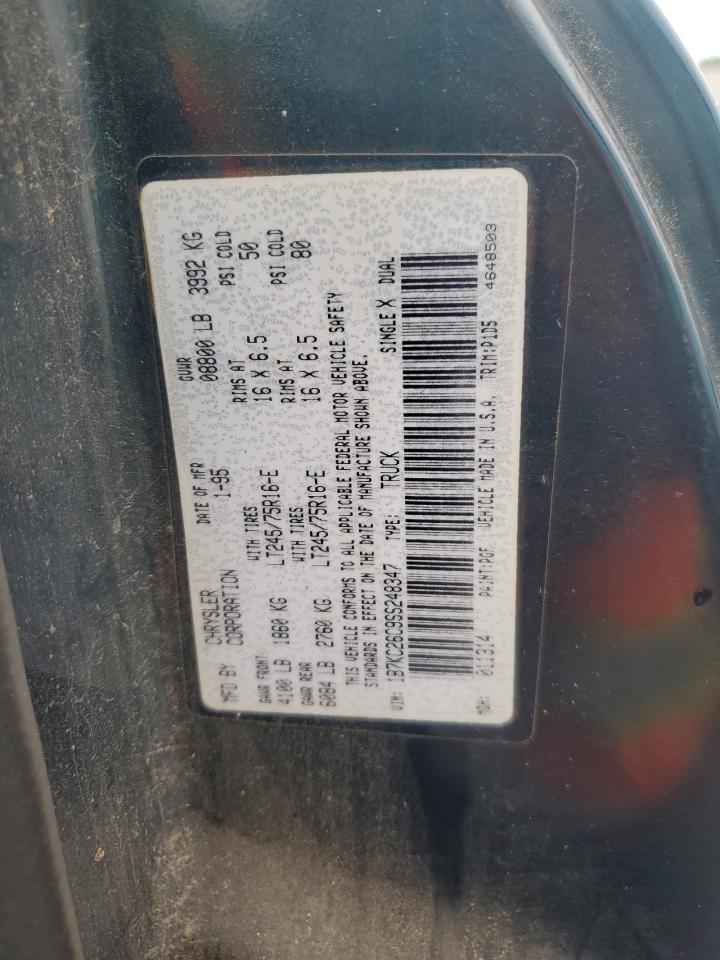 MFD BY CHRYSLER CORPORATION DATE OF MFR 1-95 GVWR 08800 LB 3992 KG
GAWR FRONT WITH TIRES RIMS AT PSI COLD
4100 LB 1860 KG LT245/75R16-E 16 X 6.5 50
GAWR REAR WITH TIRES RIMS AT PSI COLD
6084 LB 2760 KG LT245/75R16-E 16 X 6.5 80
THIS VEHICLE CONFORMS TO ALL APPLICABLE FEDERAL MOTOR VEHICLE SAFETY
STANDARDS IN EFFECT ON THE DATE OF MANUFACTURE SHOWN ABOVE.
VIN: 1B7KC26C9SS248347 TYPE: TRUCK SINGLE X DUAL
MDH: 011314 PAINT:PGF VEHICLE MADE IN U.S.A. TRIM:P1D5 4648503